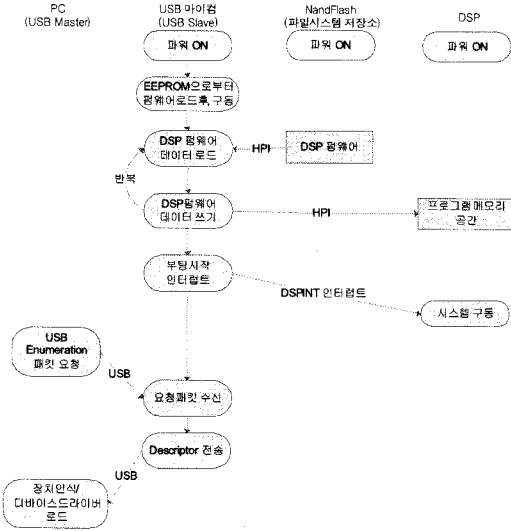 PC
(USB Master)
USB 마이컴
(USB Slave)
NandFlash
(파일시스템 저장소)
DSP
파워 ON
파워 ON
파워 ON
EEPROM으로부터
펌웨어로드후, 구동
DSP 펌웨어
데이터 로드
HPI
DSP 펌웨어
반복
DSP펌웨어
데이터 쓰기
HPI
프로그램 메모리
공간
부팅시작
인터럽트
DSPINT 인터럽트
시스템 구동
USB
Enumeration
패킷 요청
USB
요청패킷 수신
Descriptor 전송
USB
장치인식/
디바이스드라이버
로드